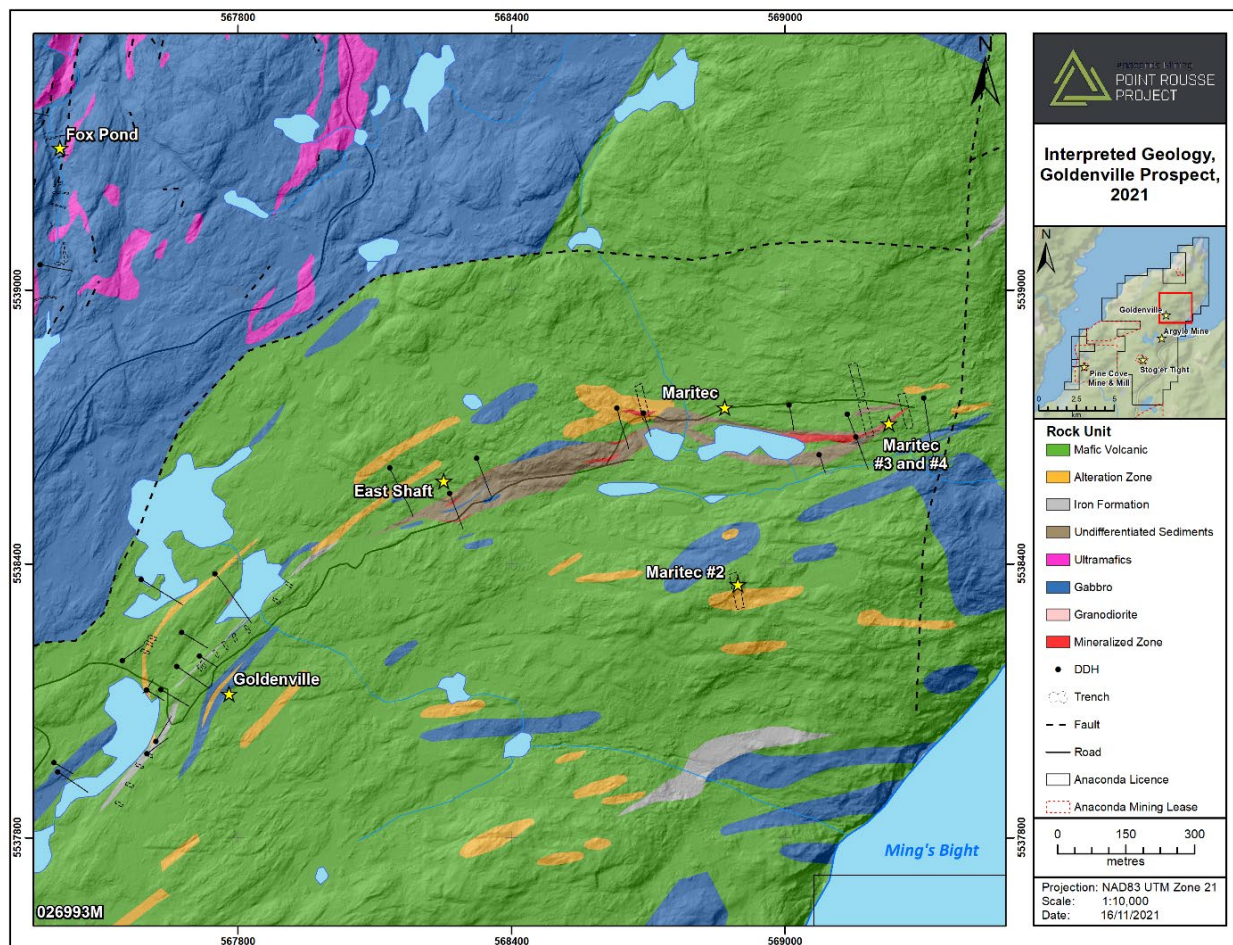 567800
568400
569000
N
5539000
5538400
5537800
Fox Pond
Maritec
Maritec
#3 and #4
East Shaft
Maritec #2
Goldenville
Ming's Bight
026993M
5539000
5538400
5537800
567800
568400
569000
POINT ROUSSE
PROJECT
Interpreted Geology,
Goldenville Prospect,
2021
N
Goldenville
Argyle Mine
Stog'er Tight
Pine Cove
Mine & Mill
0 2.5 5
km
Rock Unit
Mafic Volcanic
Alteration Zone
Iron Formation
Undifferentiated Sediments
Ultramafics
Gabbro
Granodiorite
Mineralized Zone
DDH
Trench
Fault
Road
Anaconda Licence
Anaconda Mining Lease
0 150 300
metres
Projection: NAD83 UTM Zone 21
Scale: 1:10,000
Date: 16/11/2021